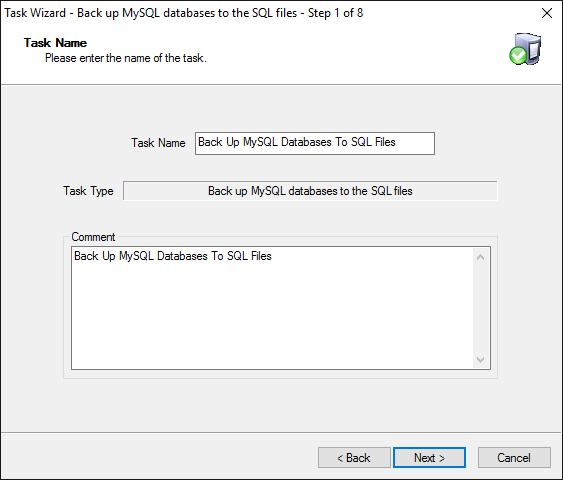 Task Wizard - Back up MySQL databases to the SQL files - Step 1 of 8
Task Name
Please enter the name of the task.
Task Name Back Up MySQL Databases To SQL Files
Task Type Back up MySQL databases to the SQL files
Comment
Back Up MySQL Databases To SQL Files
< Back Next > Cancel